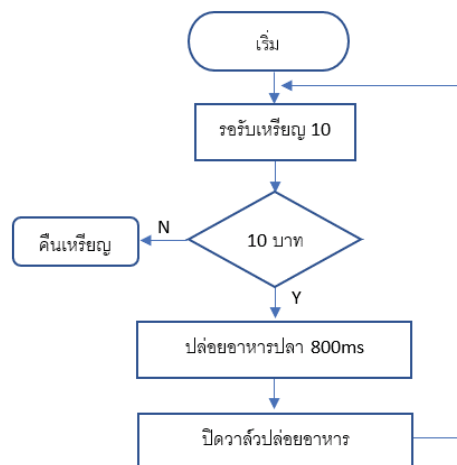 เริ่ม
รอรับเหรียญ 10
10 บาท
N
คืนเหรียญ
Y
ปล่อยอาหารปลา 800ms
ปิดวาล์วปล่อยอาหาร